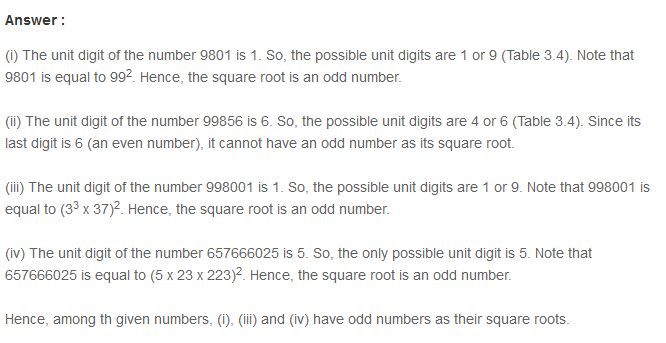 Answer :
(i) The unit digit of the number 9801 is 1. So, the possible unit digits are 1 or 9 (Table 3.4). Note that
9801 is equal to 99². Hence, the square root is an odd number.
(ii) The unit digit of the number 99856 is 6. So, the possible unit digits are 4 or 6 (Table 3.4). Since its
last digit is 6 (an even number), it cannot have an odd number as its square root.
(iii) The unit digit of the number 998001 is 1. So, the possible unit digits are 1 or 9. Note that 998001 is
equal to (3³ x 37)². Hence, the square root is an odd number.
(iv) The unit digit of the number 657666025 is 5. So, the only possible unit digit is 5. Note that
657666025 is equal to (5 x 23 x 223)². Hence, the square root is an odd number.
Hence, among th given numbers, (i), (iii) and (iv) have odd numbers as their square roots.